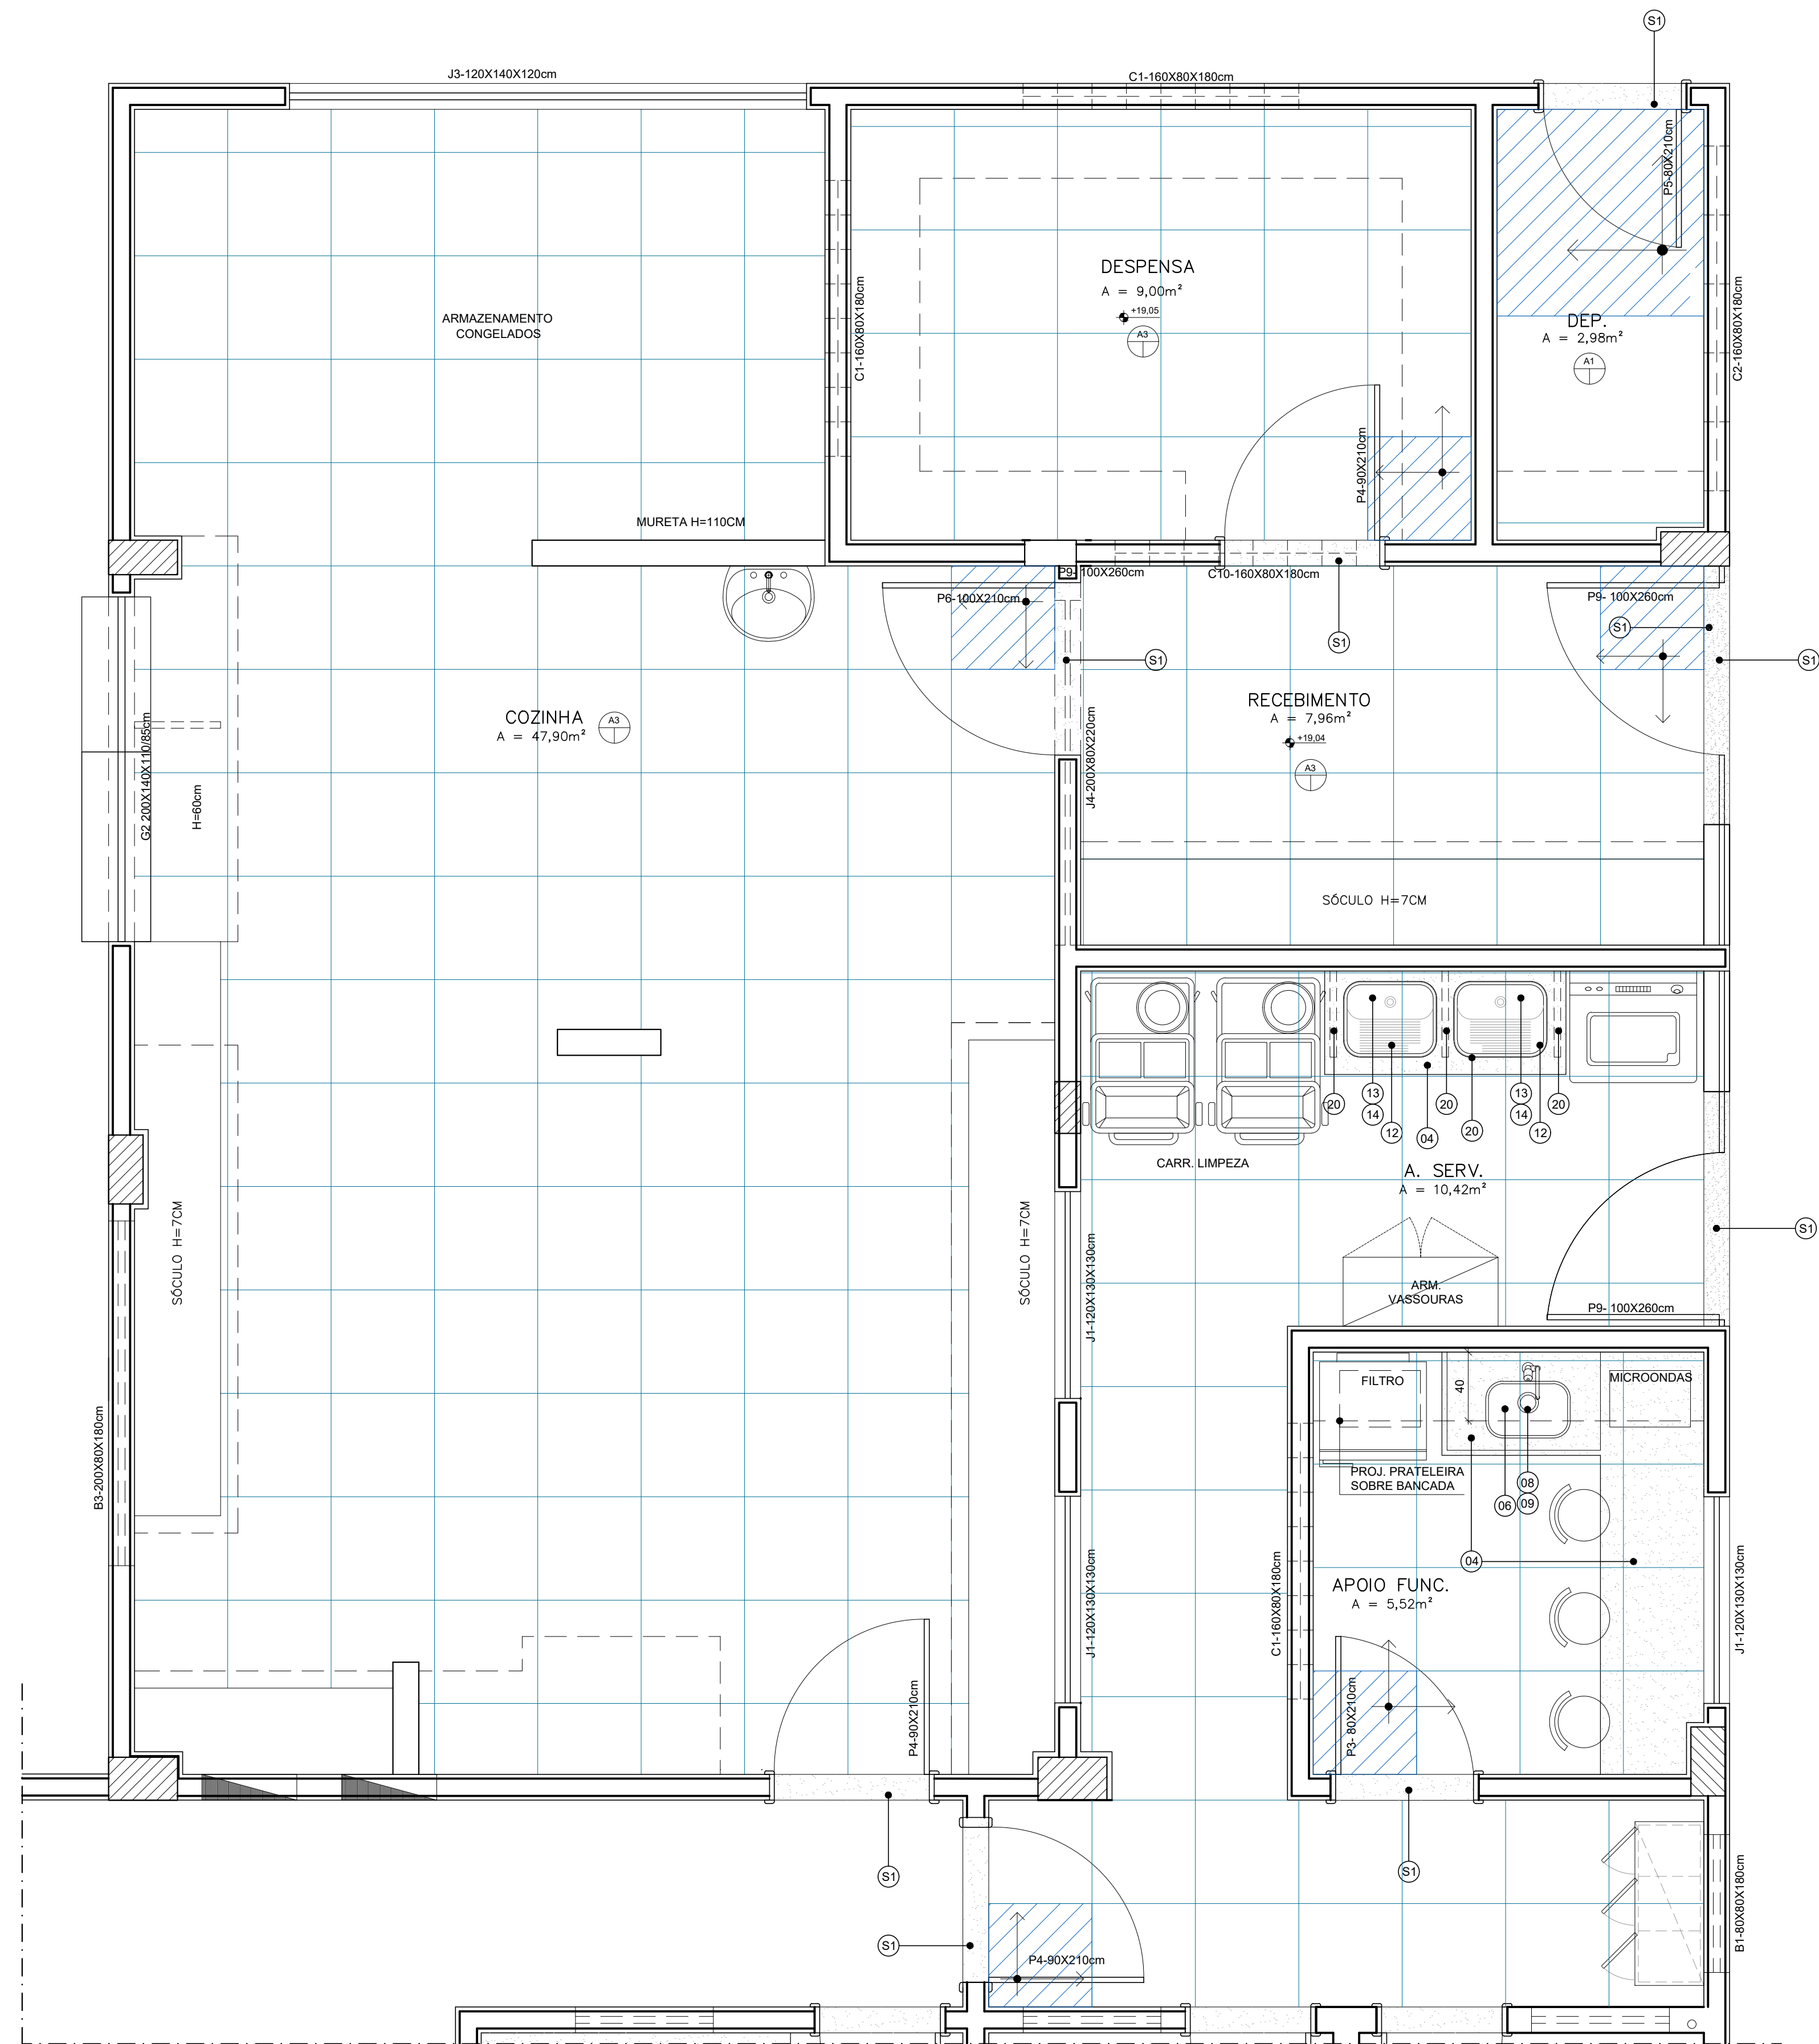 S1
J3-120X140X120cm
C1-160X80X180cm
P5-80X210cm
DESPENSA
A = 9,00m²
+19,05
A3
ARMAZENAMENTO
CONGELADOS
C1-160X80X180cm
DEP.
A = 2,98m²
A1
C2-160X80X180cm
P4-90X210cm
MURETA H=110CM
P9- 100X260cm
C10-160X80X180cm
P6-100X210cm
P9- 100X260cm
S1
S1
S1
S1
COZINHA
A = 47,90m²
A3
RECEBIMENTO
A = 7,96m²
+19,04
A3
G2 200X140X110/85cm
H=60cm
J4-200X80X220cm
SÓCULO H=7CM
20
13
14
12
04
20
20
13
14
12
20
CARR. LIMPEZA
A. SERV.
A = 10,42m²
SÓCULO H=7CM
SÓCULO H=7CM
J1-120X130X130cm
S1
ARM.
VASSOURAS
P9- 100X260cm
FILTRO
40
MICROONDAS
PROJ. PRATELEIRA
SOBRE BANCADA
06
08
09
04
B3-200X80X180cm
J1-120X130X130cm
C1-160X80X180cm
APOIO FUNC.
A = 5,52m²
J1-120X130X130cm
P4-90X210cm
P3- 80X210cm
S1
S1
S1
P4-90X210cm
B1-80X80X180cm